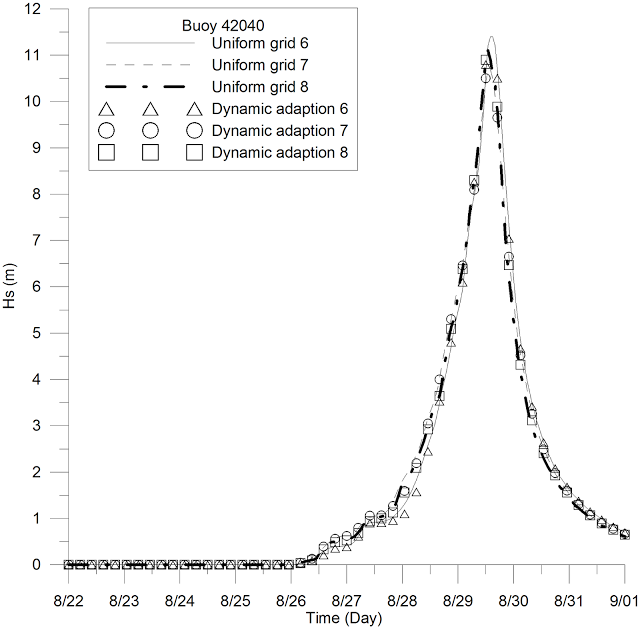 Buoy 42040
Uniform grid 6
Uniform grid 7
Uniform grid 8
Dynamic adaption 6
Dynamic adaption 7
Dynamic adaption 8
12
11
10
9
8
7
6
5
4
3
2
1
0
Hs (m)
8/22 8/23 8/24 8/25 8/26 8/27 8/28 8/29 8/30 8/31 9/01
Time (Day)